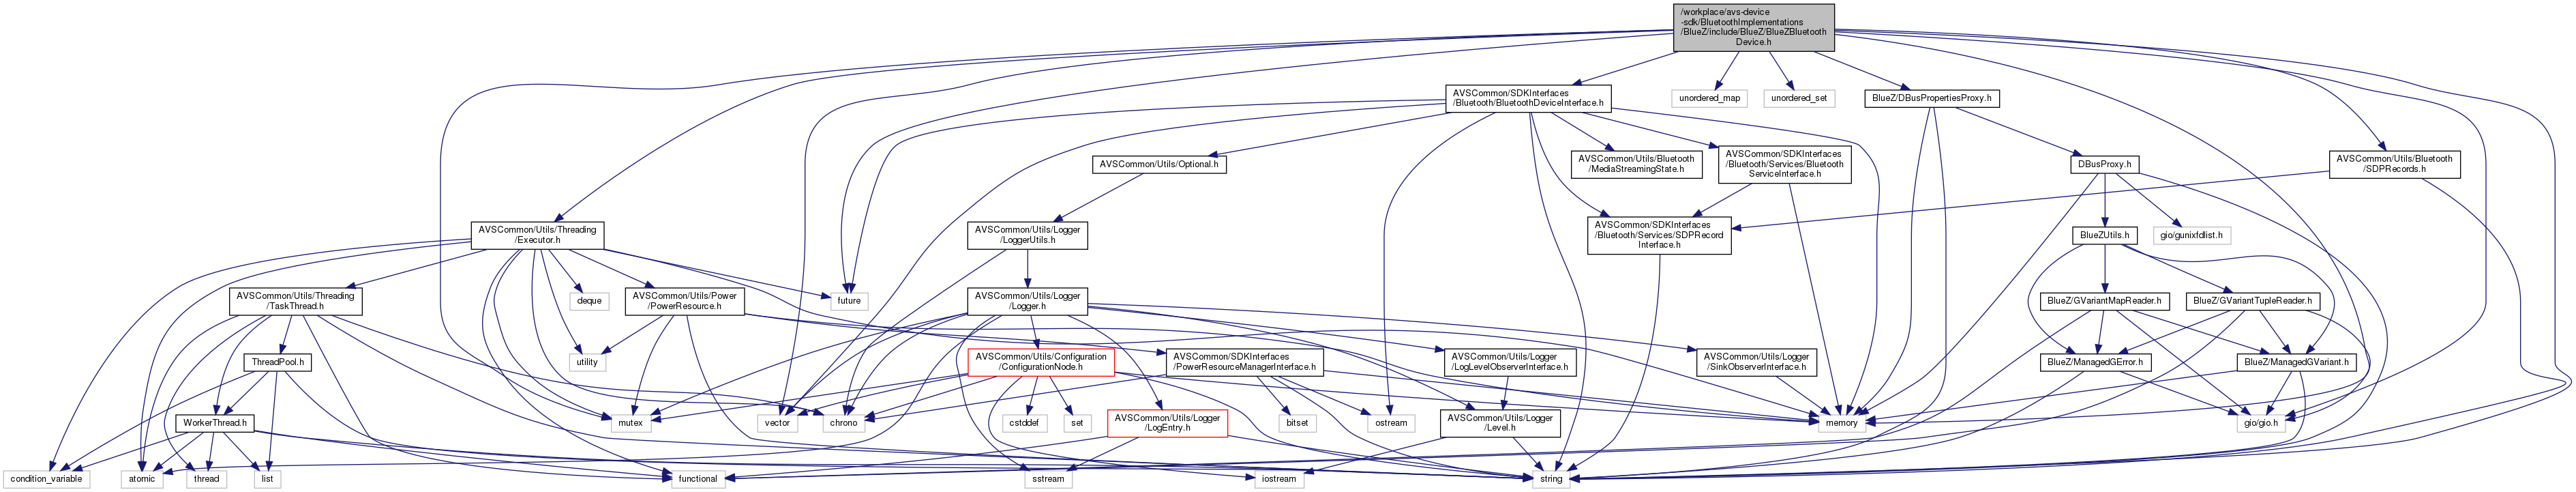 /workplace/avs-device
-sdk/BluetoothImplementations
/BlueZ/include/BlueZ/BlueZBluetooth
Device.h
AVSCommon/SDKInterfaces
/Bluetooth/BluetoothDeviceInterface.h
unordered_map
unordered_set
BlueZ/DBusPropertiesProxy.h
AVSCommon/Utils/Optional.h
AVSCommon/Utils/Bluetooth
/MediaStreamingState.h
AVSCommon/SDKInterfaces
/Bluetooth/Services/Bluetooth
ServiceInterface.h
DBusProxy.h
AVSCommon/Utils/Bluetooth
/SDPRecords.h
AVSCommon/Utils/Threading
/Executor.h
AVSCommon/Utils/Logger
/LoggerUtils.h
AVSCommon/SDKInterfaces
/Bluetooth/Services/SDPRecord
Interface.h
BlueZUtils.h
gio/gunixfdlist.h
AVSCommon/Utils/Threading
/TaskThread.h
deque
AVSCommon/Utils/Power
/PowerResource.h
future
AVSCommon/Utils/Logger
/Logger.h
BlueZ/GVariantMapReader.h
BlueZ/GVariantTupleReader.h
ThreadPool.h
utility
AVSCommon/Utils/Configuration
/ConfigurationNode.h
AVSCommon/SDKInterfaces
/PowerResourceManagerInterface.h
AVSCommon/Utils/Logger
/LogLevelObserverInterface.h
AVSCommon/Utils/Logger
/SinkObserverInterface.h
BlueZ/ManagedGError.h
BlueZ/ManagedGVariant.h
WorkerThread.h
mutex
vector
chrono
cstddef
set
AVSCommon/Utils/Logger
/LogEntry.h
bitset
ostream
AVSCommon/Utils/Logger
/Level.h
memory
gio/gio.h
condition_variable
atomic
thread
list
functional
sstream
iostream
string